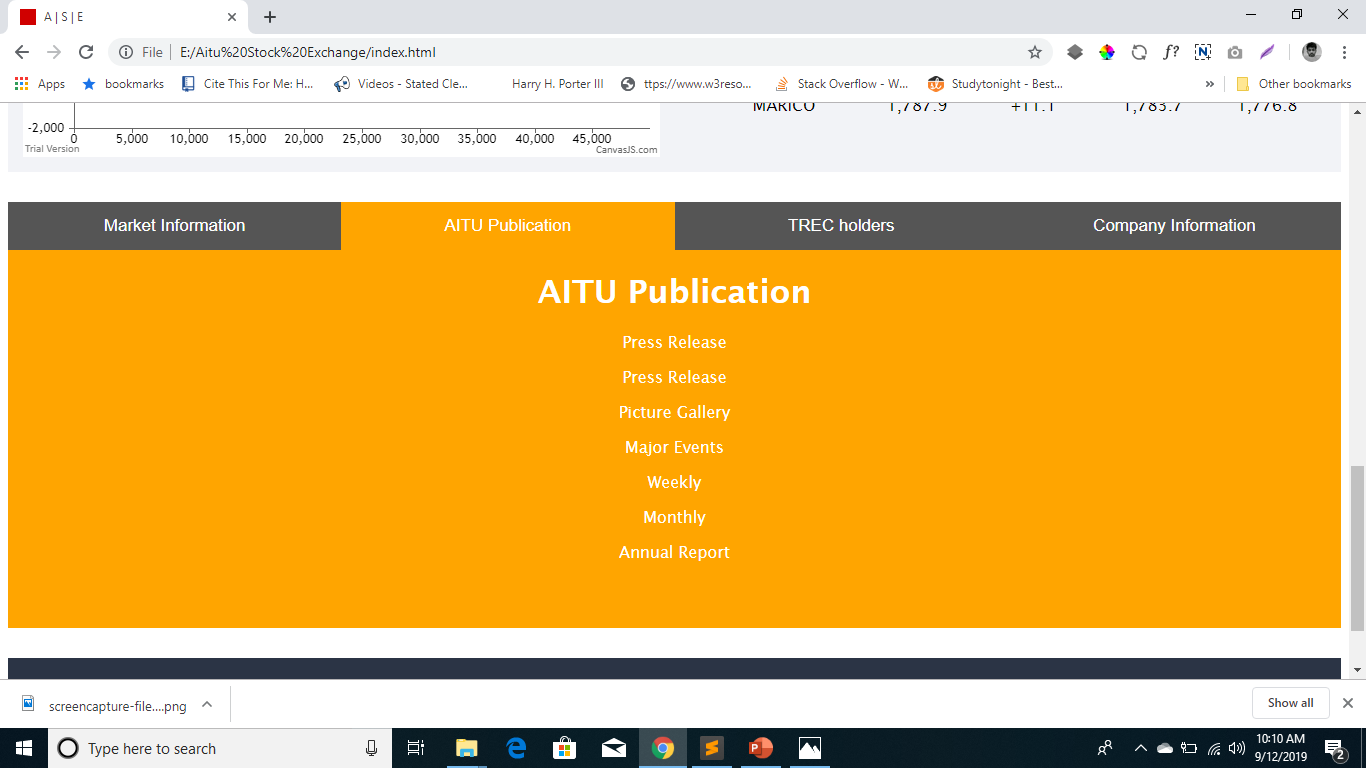 A | S | E
File E:/Aitu%20Stock%20Exchange/index.html f?
Apps bookmarks Cite This For Me: H... Videos - Stated Cle... Harry H. Porter III ttps://www.w3reso... Stack Overflow - W... Studytonight - Best... » Other bookmarks
MARICO 1,787.9 +11.1 1,783.7 1,776.8
-2,000
0 5,000 10,000 15,000 20,000 25,000 30,000 35,000 40,000 45,000
Trial Version CanvasJS.com
Market Information AITU Publication TREC holders Company Information
AITU Publication
Press Release
Press Release
Picture Gallery
Major Events
Weekly
Monthly
Annual Report
screencapture-file....png Show all
Type here to search 10:10 AM
9/12/2019 2